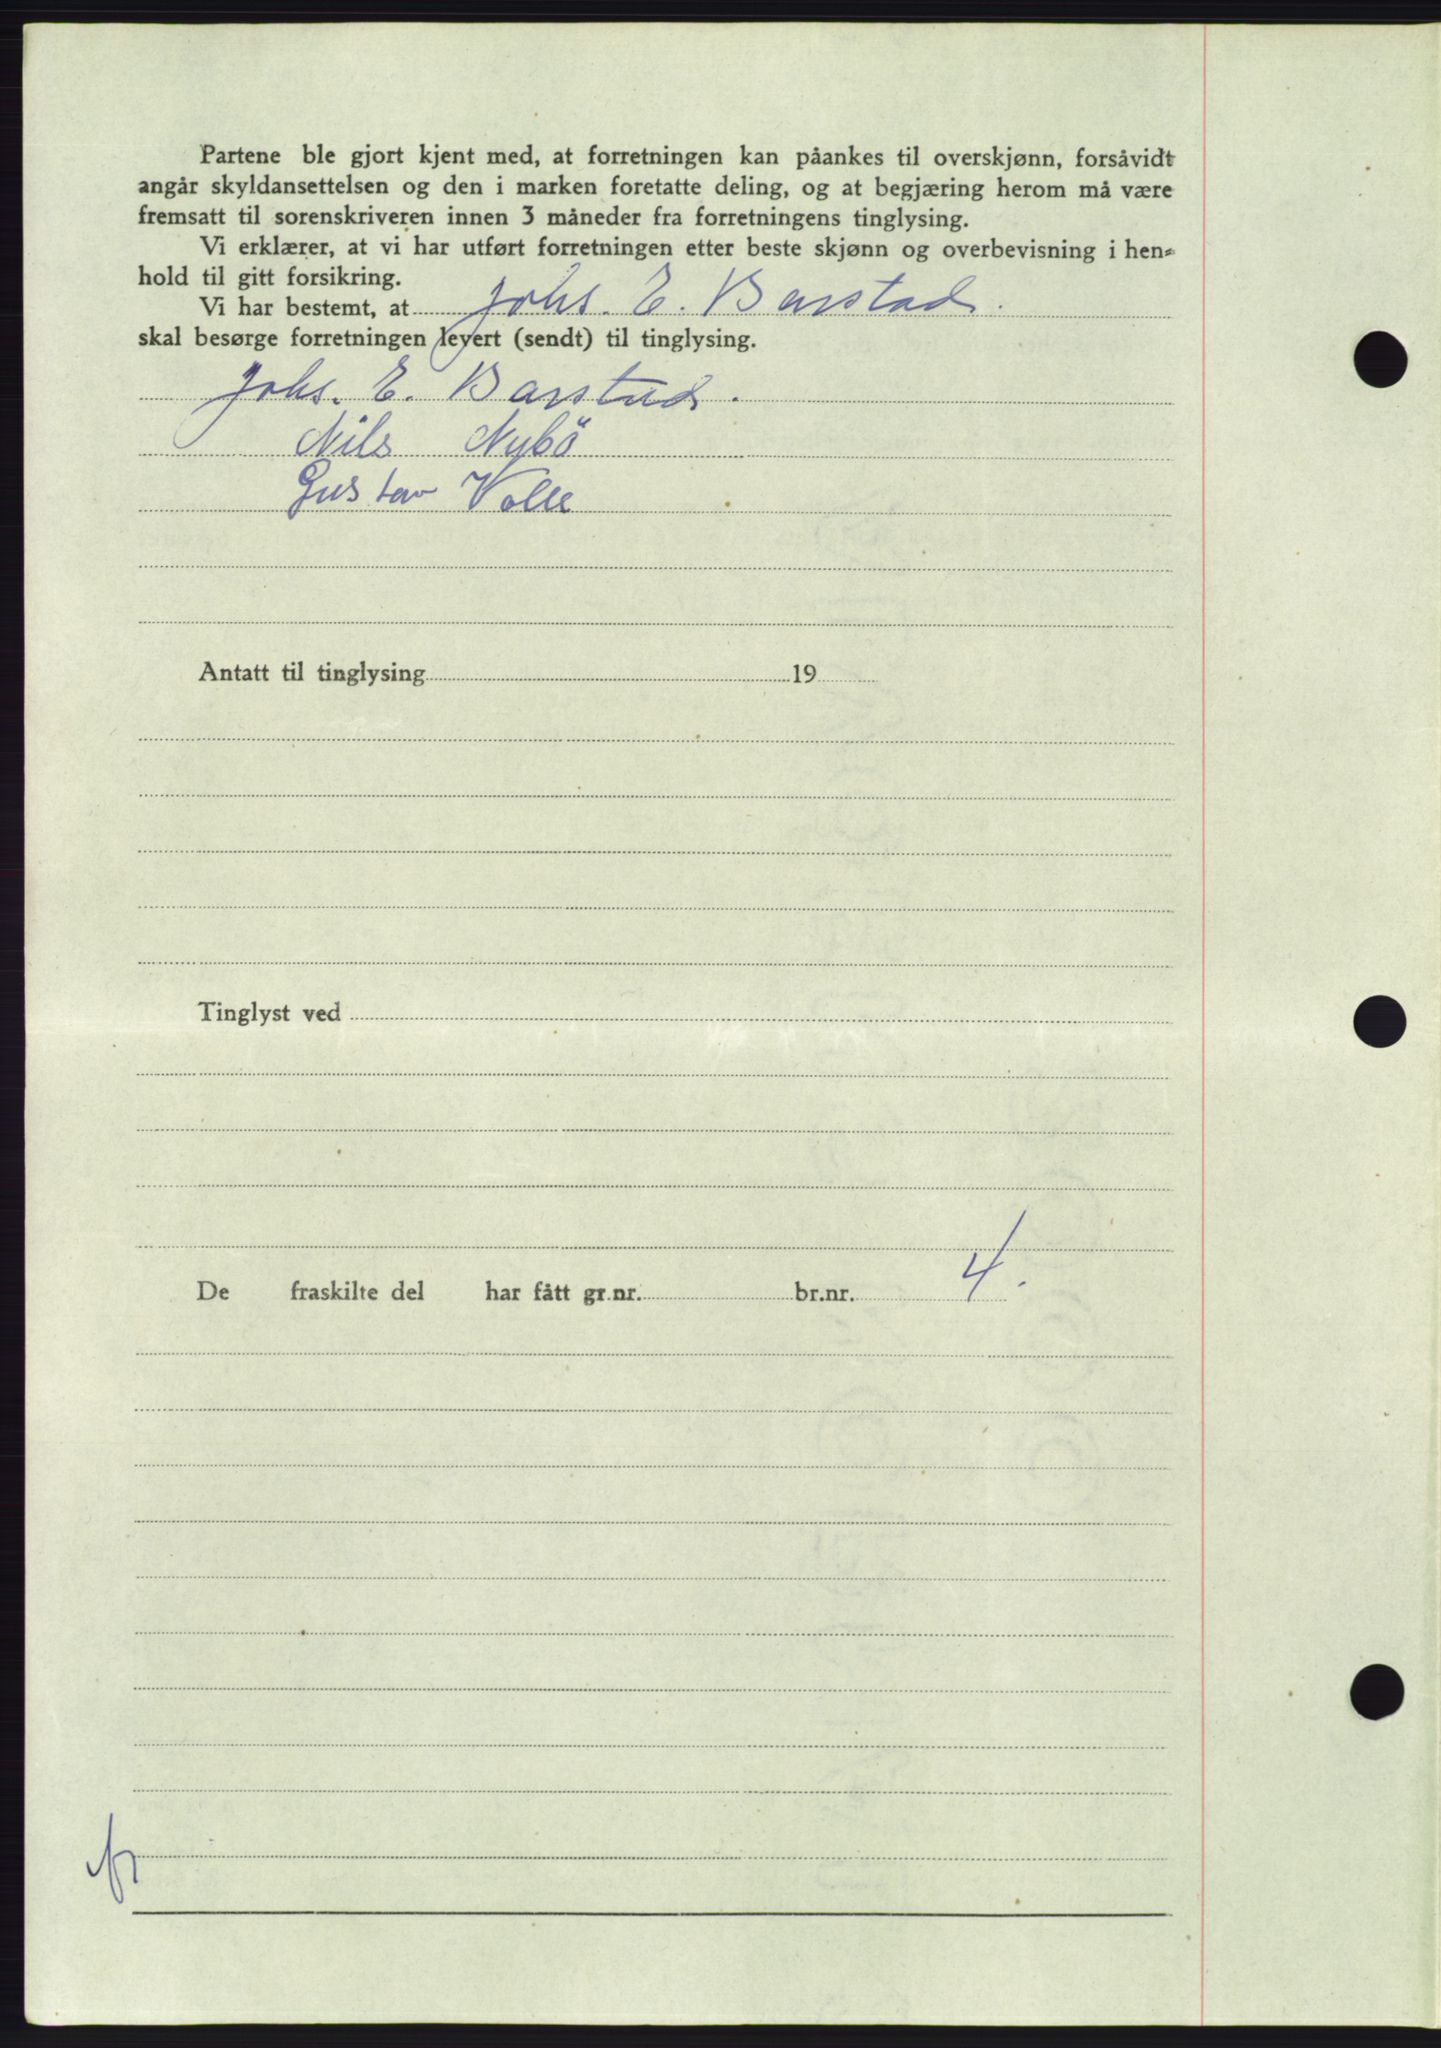 Partene ble gjort kjent med, at forretningen kan påankes til overskjønn, forsåvidt
angår skyldansettelsen og den i marken foretatte deling, og at begjæring herom må være
fremsatt til sorenskriveren innen 3 måneder fra forretningens tinglysing.
Vi erklærer, at vi har utført forretningen etter beste skjønn og overbevisning i hen-
hold til gitt forsikring.
Vi har bestemt, at Johs. E. Barstad.
skal besørge forretningen levert (sendt) til tinglysing.
Johs. E. Barstad.
Nils Nybö
Gustav Volle
Antatt til tinglysing 19
Tinglyst ved
De fraskilte del har fått gr.nr. br.nr. 4.